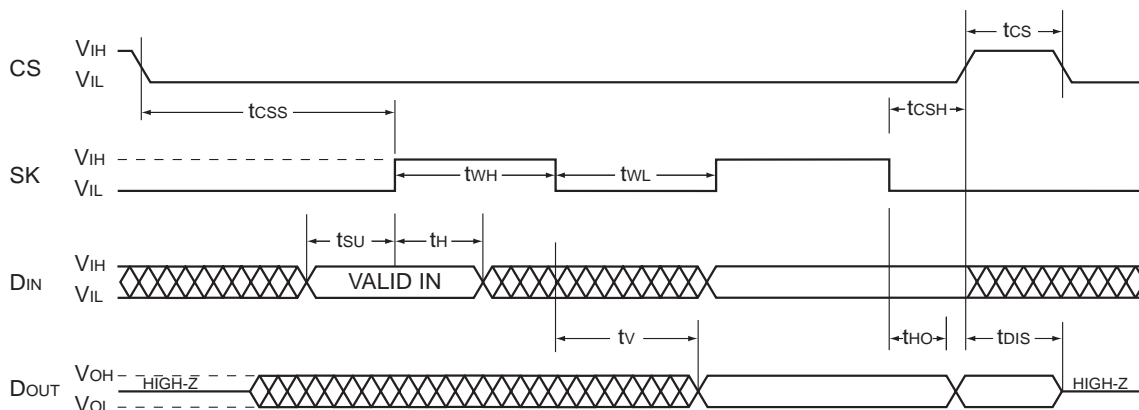 tCS
VIH
CS
VIL
tCSS
tCSH
VIH
SK
tWH
tWL
VIL
tSU
tH
VIH
DIN
VALID IN
VIL
tV
tHO
tDIS
VOH
DOUT
HIGH-Z
HIGH-Z
VOL